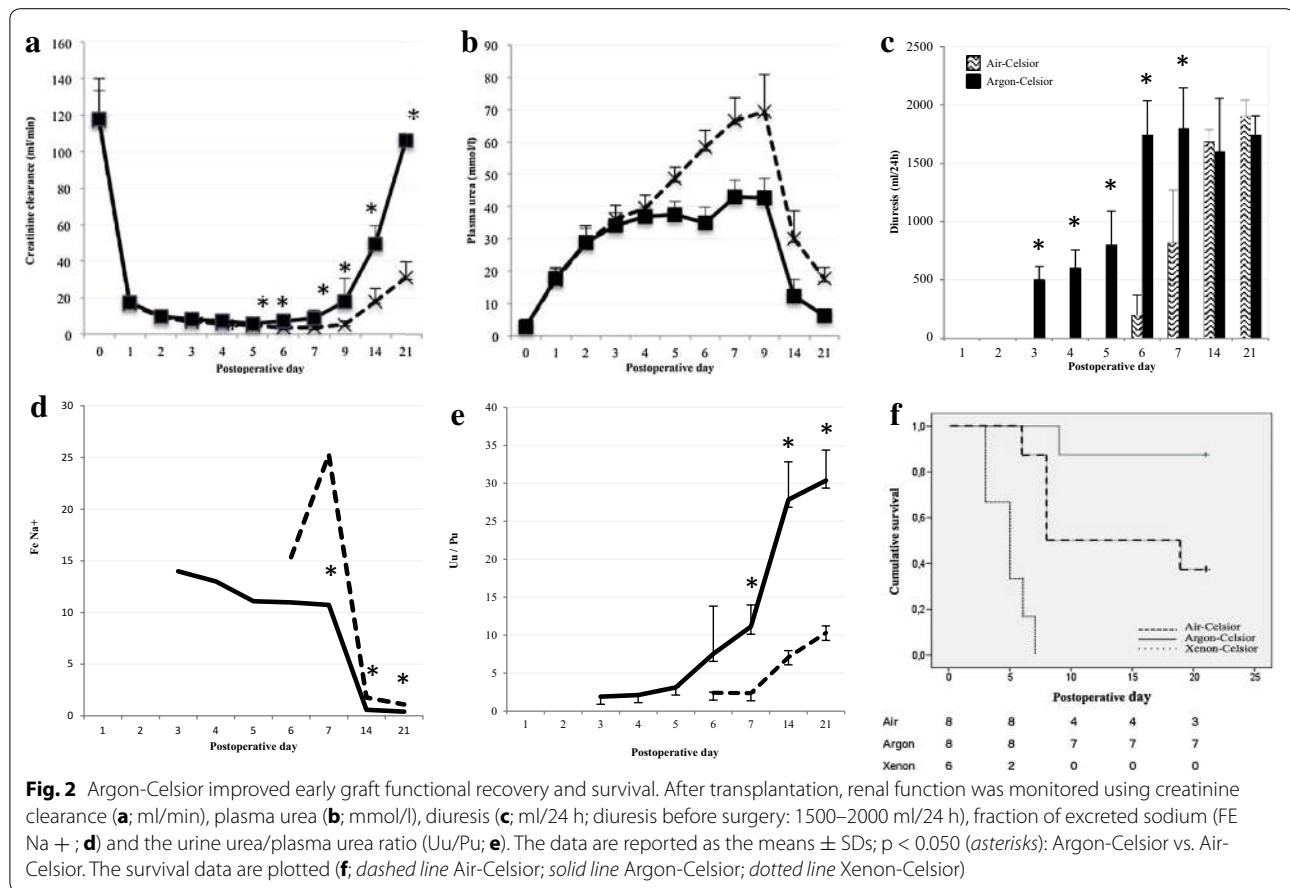 a
160
140
120
100
80
60
40
20
0
Creatinine clearance (ml/min)
* * * * * *
0 1 2 3 4 5 6 7 9 14 21
Postoperative day
b
90
80
70
60
50
40
30
20
10
0
Plasma urea (mmol/l)
0 1 2 3 4 5 6 7 9 14 21
Postoperative day
c
2500
2000
1500
1000
500
0
Diuresis (ml/24h)
Air-Celsior
Argon-Celsior
* * * * *
1 2 3 4 5 6 7 14 21
Postoperative day
d
30
25
20
15
10
5
0
Fe Na+
* * *
1 2 3 4 5 6 7 14 21
Postoperative day
e
40
35
30
25
20
15
10
5
0
Uu / Pu
* * *
1 2 3 4 5 6 7 14 21
Postoperative day
f
1,0
0,8
0,6
0,4
0,2
0,0
Cumulative survival
Air-Celsior
Argon-Celsior
Xenon-Celsior
0 5 10 15 20 25
Postoperative day
Air 8 8 4 4 3
Argon 8 8 7 7 7
Xenon 6 2 0 0 0
Fig. 2 Argon-Celsior improved early graft functional recovery and survival. After transplantation, renal function was monitored using creatinine
clearance (a; ml/min), plasma urea (b; mmol/l), diuresis (c; ml/24 h; diuresis before surgery: 1500–2000 ml/24 h), fraction of excreted sodium (FE
Na + ; d) and the urine urea/plasma urea ratio (Uu/Pu; e). The data are reported as the means ± SDs; p < 0.050 (asterisks): Argon-Celsior vs. Air-
Celsior. The survival data are plotted (f; dashed line Air-Celsior; solid line Argon-Celsior; dotted line Xenon-Celsior)